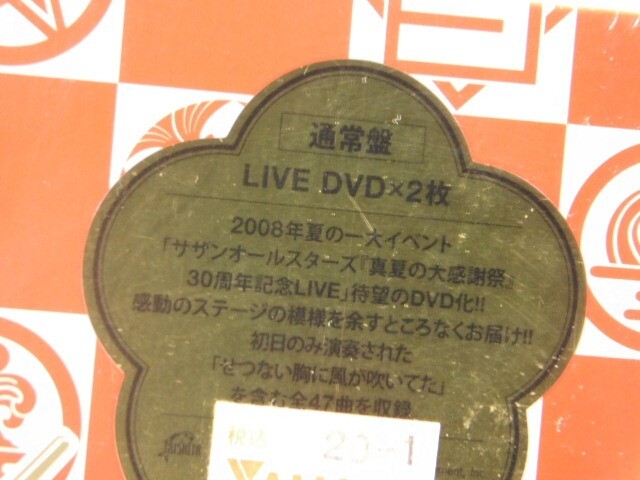 通常盤
LIVE DVD×2枚
2008年夏の一大イベント
「サザンオールスターズ『真夏の大感謝祭』
30周年記念LIVE」待望のDVD化!!
感動のステージの模様を余すところなくお届け!!
初日のみ演奏された
「せつない胸に風が吹いてた」
を含む全47曲を収録
TAISHITA
税込
20-1